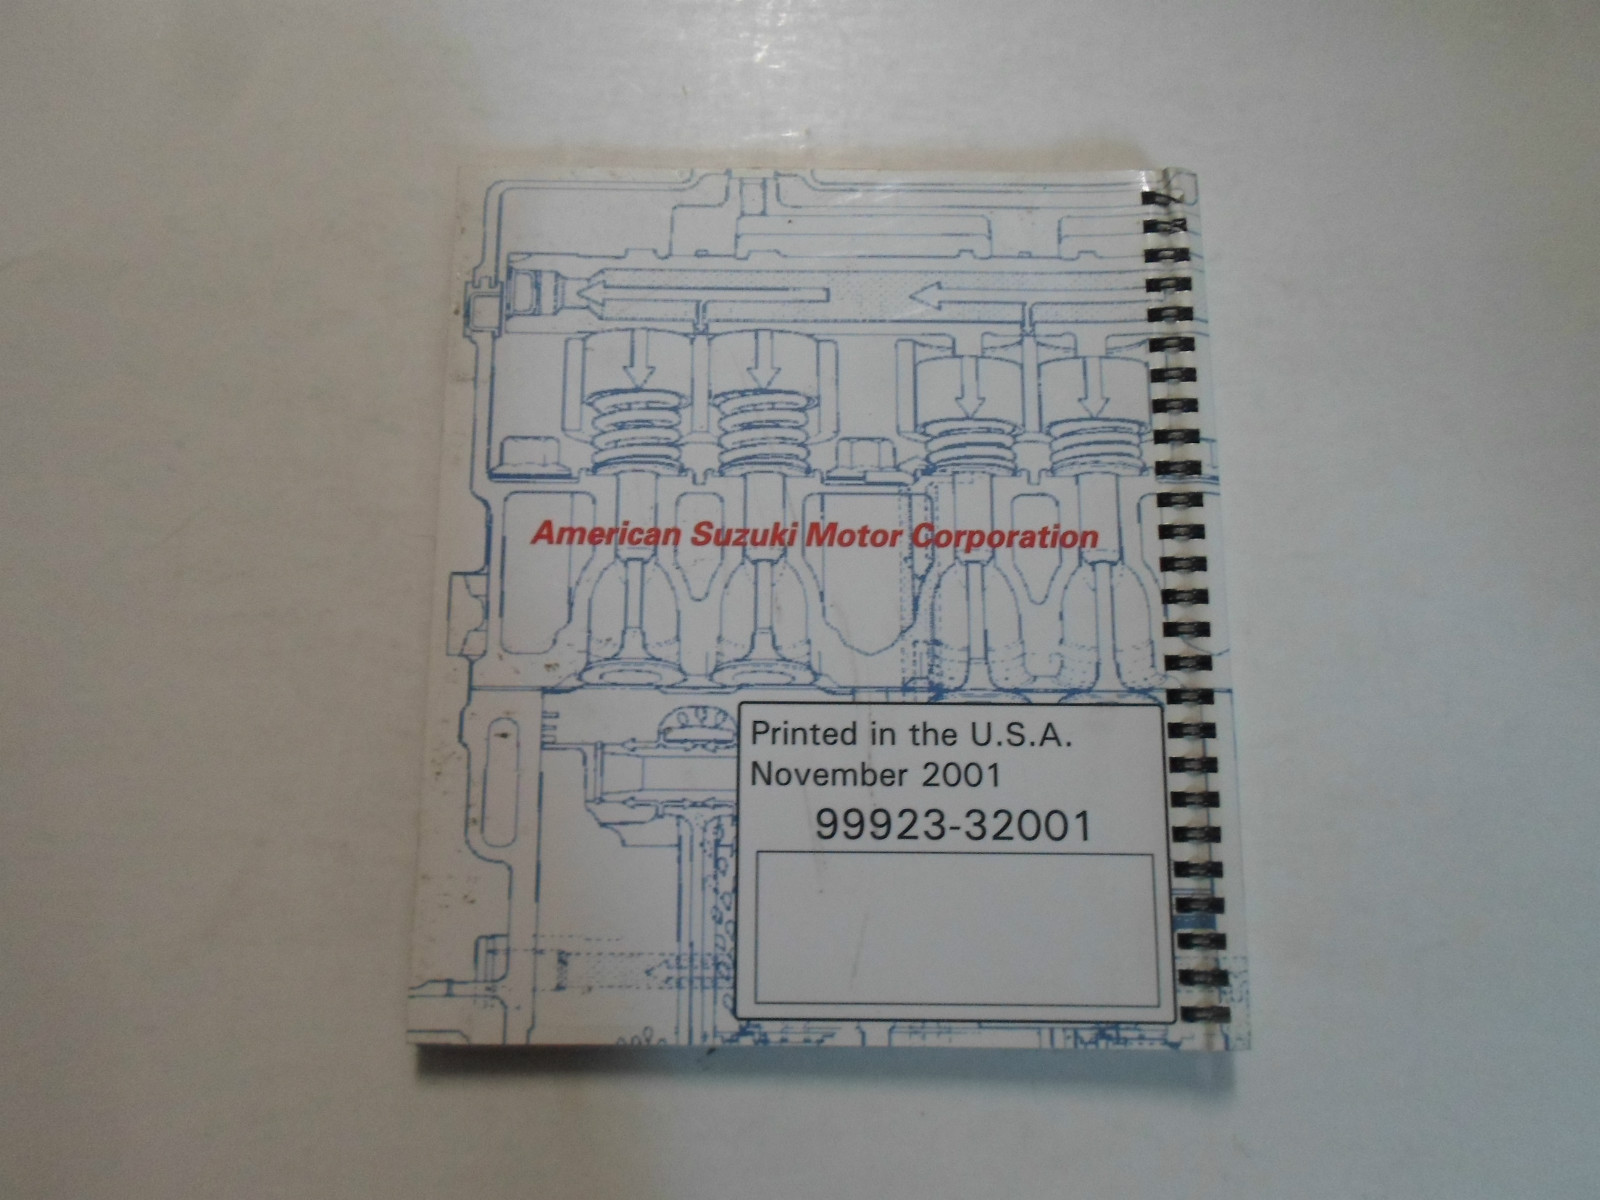 American Suzuki Motor Corporation
Printed in the U.S.A.
November 2001
99923-32001